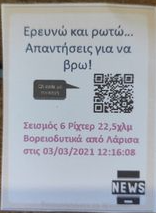 Ερευνώ και ρωτώ...
Απαντήσεις για να
βρω!
Σεισμός 6 Ρίχτερ 22,5χλμ
Βορειοδυτικά από Λάρισα
στις 03/03/2021 12:16:08
NEWS